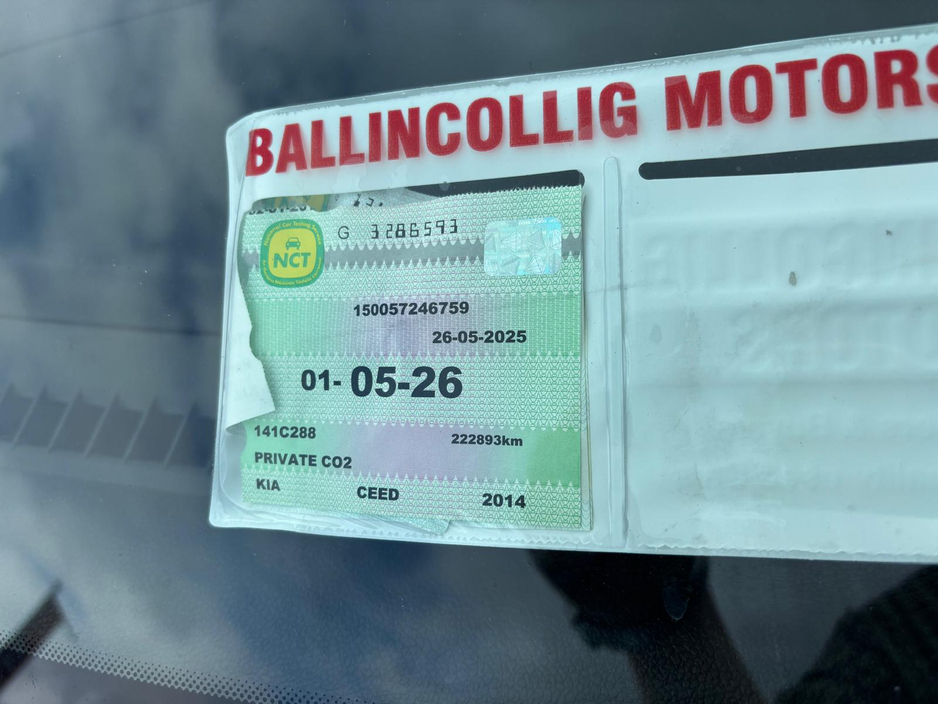 BALLINCOLLIG MOTORS
G 3286593
NCT
150057246759
26-05-2025
01-05-26
141C288
222893km
PRIVATE CO2
KIA CEED 2014